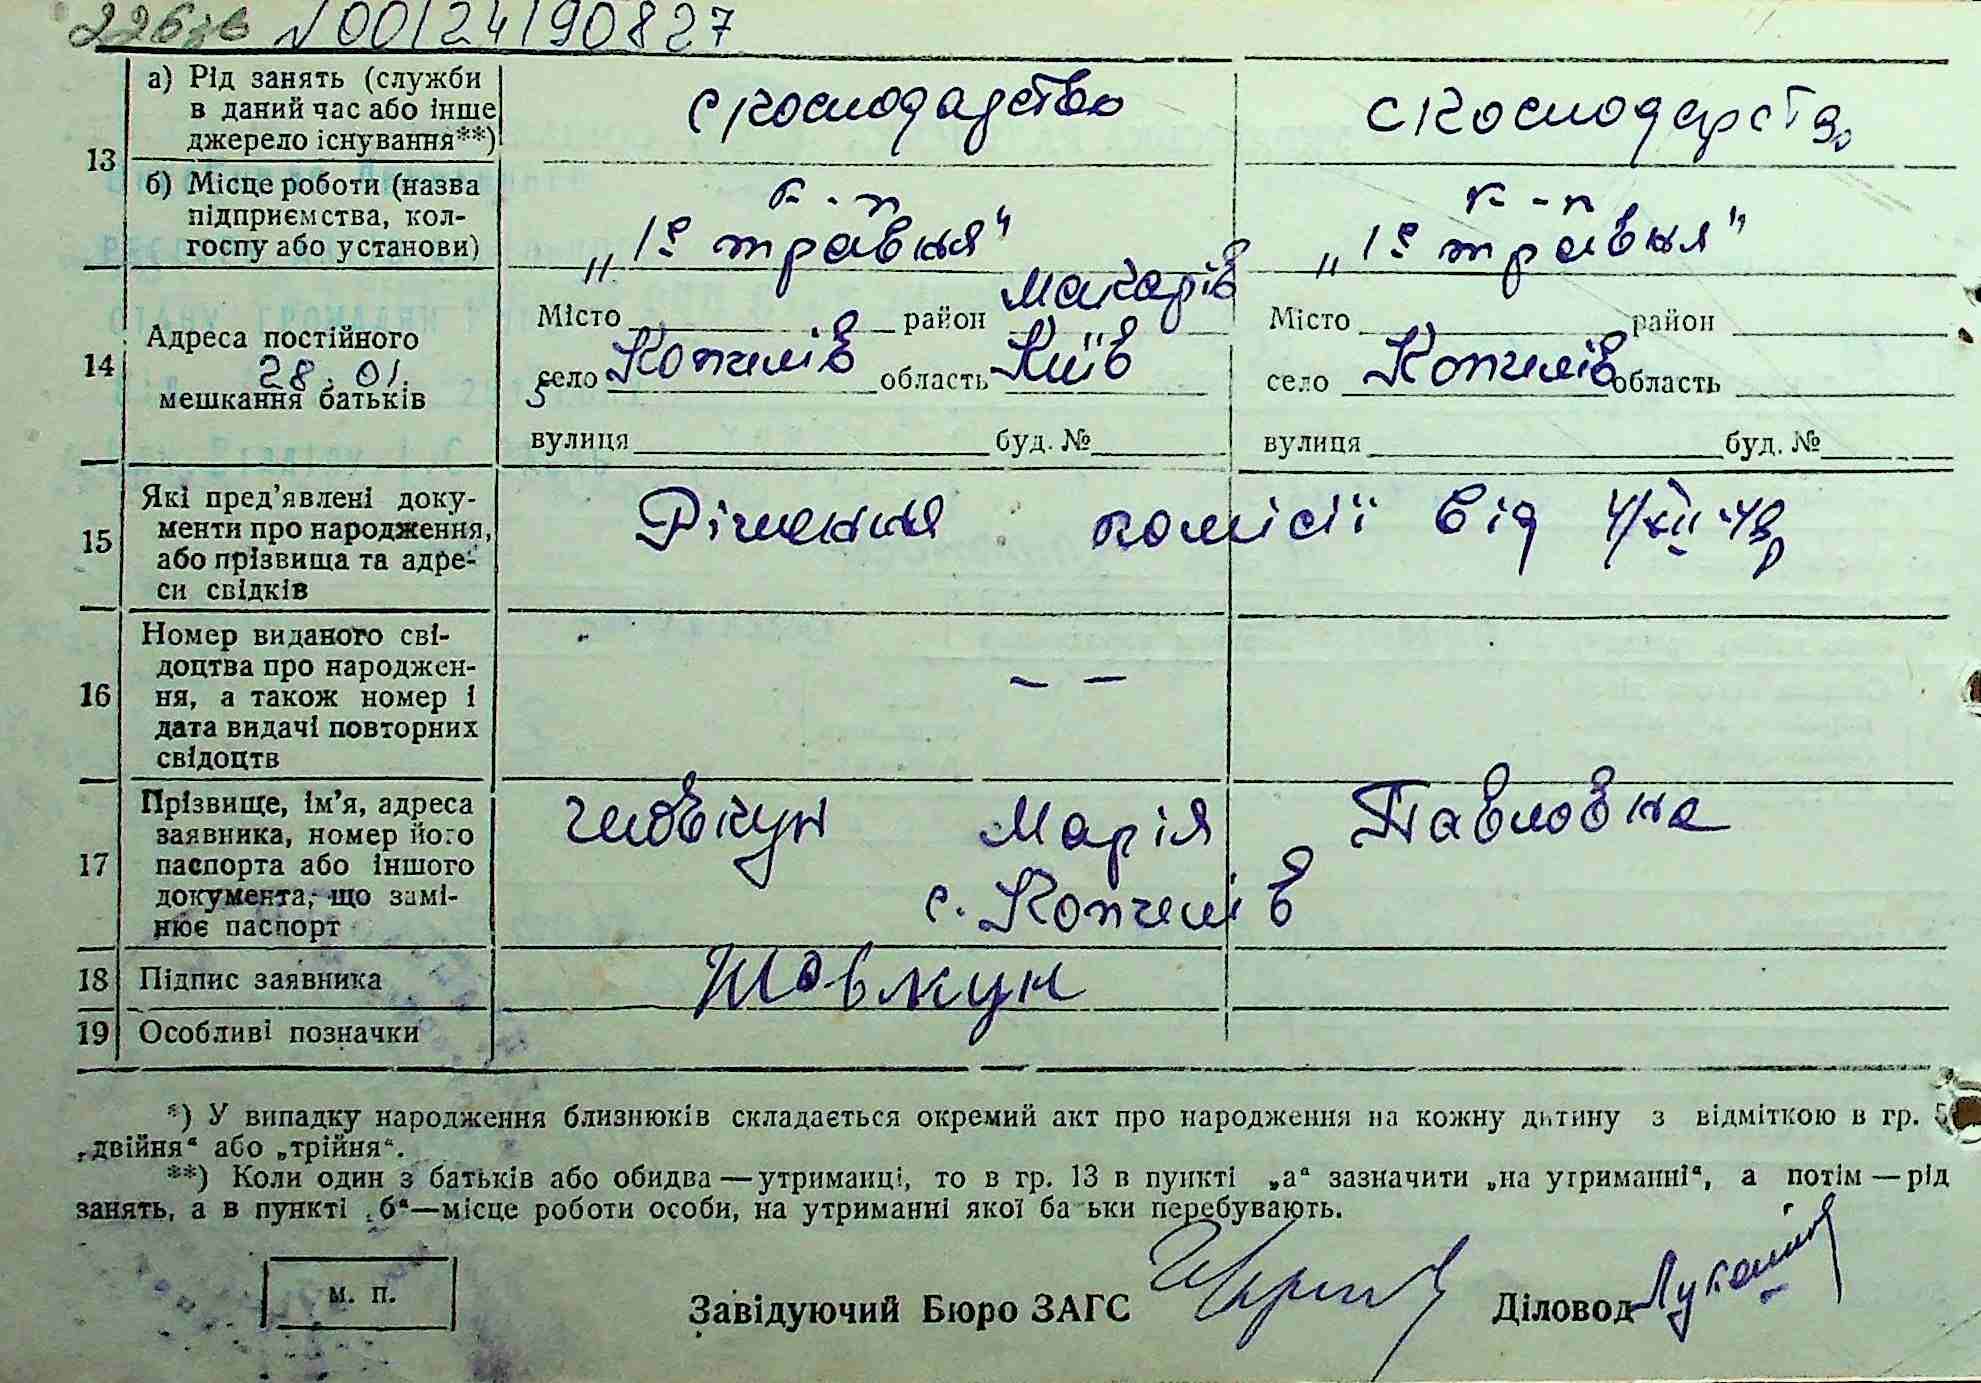 № 00124190827
13
а) Рід занять (служби в даний час або інше джерело існування**)
с/господарство
с/господарство
б) Місце роботи (назва підприємства, колгоспу або установи)
к-п „1е травня“
к-п „1е травня“
14
Адреса постійного мешкання батьків
28.01.
Місто район Макарів
село Копилів область Київ
вулиця буд. №
Місто район
село Копилів область
вулиця буд. №
15
Які пред’явлені документи про народження, або прізвища та адреси свідків
Рішення комісії від 4/XII-49р
16
Номер виданого свідоцтва про народження, а також номер і дата видачі повторних свідоцтв
— —
17
Прізвище, ім’я, адреса заявника, номер його паспорта або іншого документа, що замінює паспорт
Шовкун Марія Павловна
с. Копилів
18
Підпис заявника
Шовкун
19
Особливі позначки
*) У випадку народження близнюків складається окремий акт про народження на кожну дитину з відміткою в гр. 5
„двійня“ або „трійня“.
**) Коли один з батьків або обидва — утриманці, то в гр. 13 в пункті „а“ зазначити „на утриманні“, а потім — рід
занять, а в пункті „б“—місце роботи особи, на утриманні якої батьки перебувають.
м. п.
Завідуючий Бюро ЗАГС
Діловод